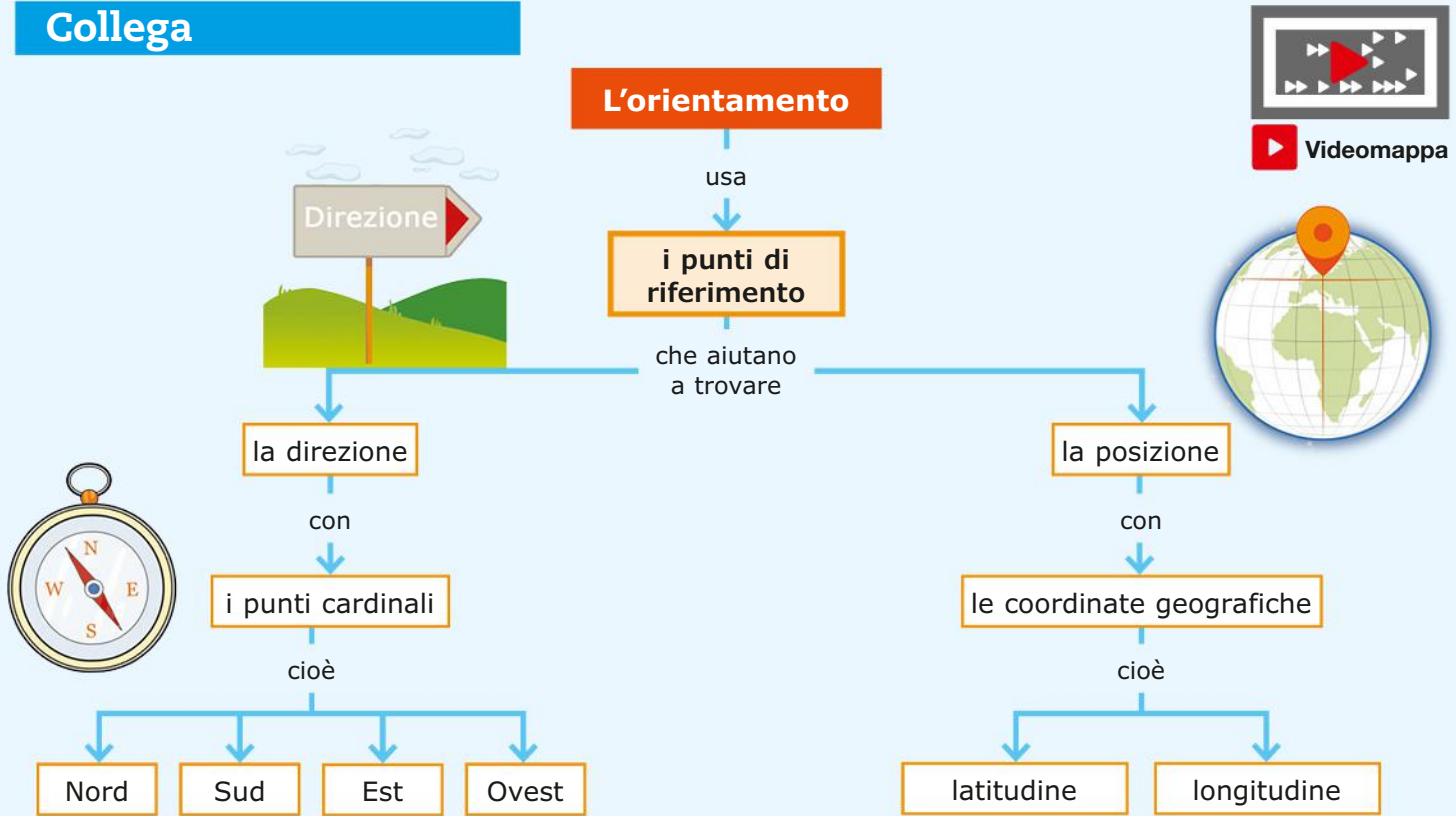 Collega
L'orientamento
Videomappa
usa
Direzione
i punti di
riferimento
che aiutano
a trovare
la direzione
la posizione
con
con
N
W
E
S
i punti cardinali
le coordinate geografiche
cioè
cioè
Nord
Sud
Est
Ovest
latitudine
longitudine